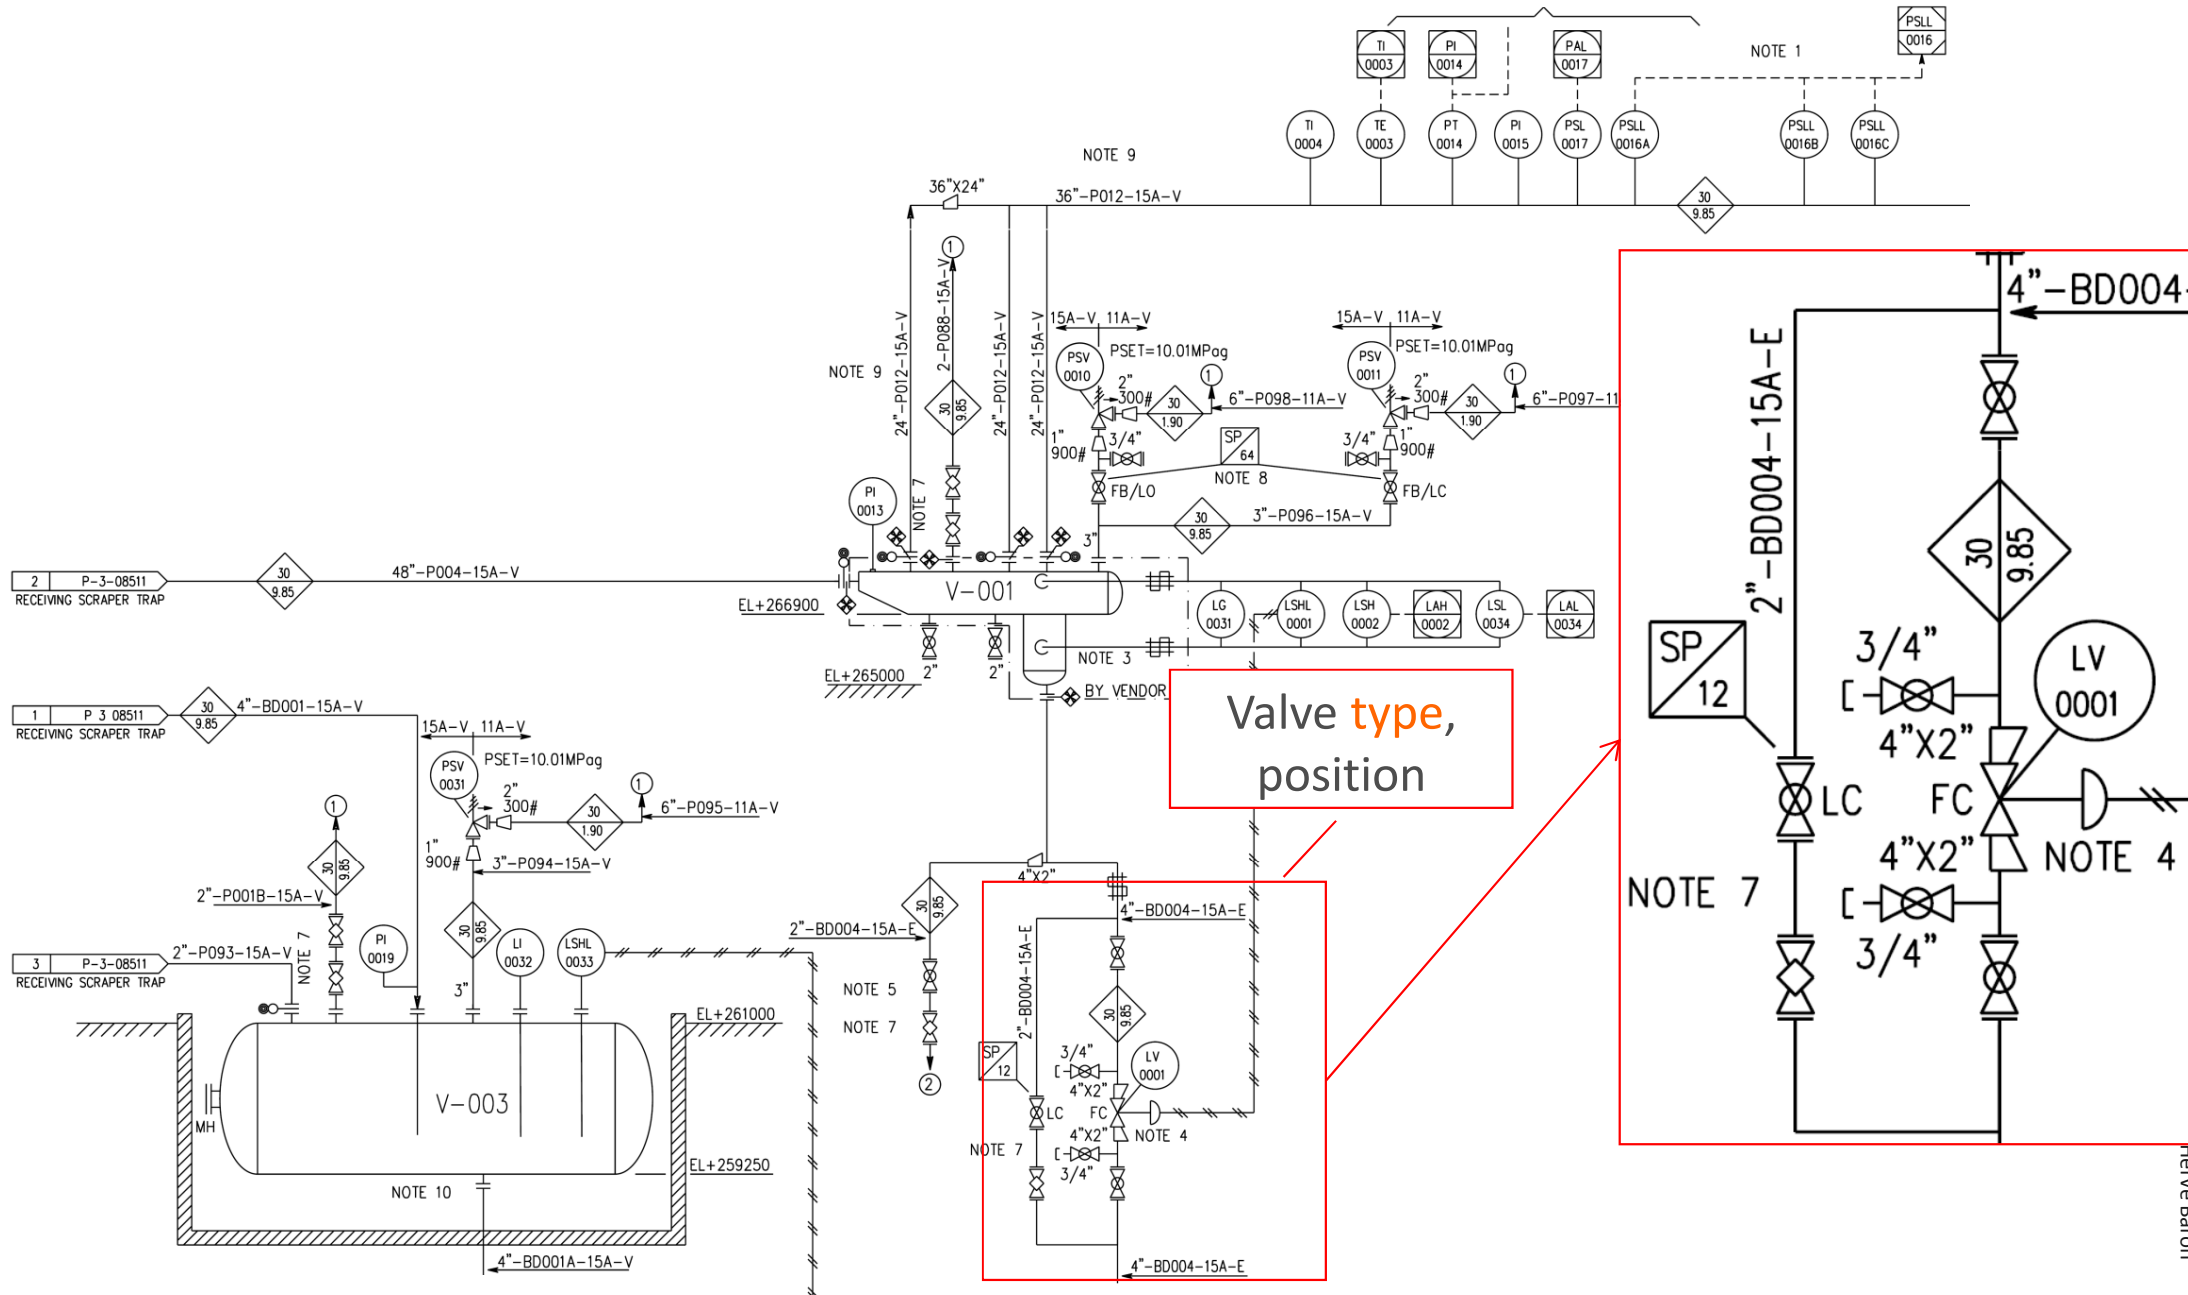 PSLL
0016
TI
0003
PI
0014
PAL
0017
NOTE 1
TI
0004
TE
0003
PT
0014
PI
0015
PSL
0017
PSLL
0016A
PSLL
0016B
PSLL
0016C
NOTE 9
36"X24"
36"-P012-15A-V
30
9.85
1
2-P088-15A-V
24"-P012-15A-V
24"-P012-15A-V
24"-P012-15A-V
NOTE 9
30
9.85
15A-V
11A-V
PSV
0010
PSET=10.01MPag
2"
300#
30
1.90
1
6"-P098-11A-V
1"
900#
3/4"
SP
64
NOTE 8
FB/LO
15A-V
11A-V
PSV
0011
PSET=10.01MPag
2"
300#
30
1.90
1
6"-P097-11
3/4"
1"
900#
FB/LC
3"-P096-15A-V
30
9.85
3"
PI
0013
NOTE 7
2
P-3-08511
RECEIVING SCRAPER TRAP
30
9.85
48"-P004-15A-V
V-001
EL+266900
EL+265000
2"
2"
NOTE 3
BY VENDOR
LG
0031
LSHL
0001
LSH
0002
LAH
0002
LSL
0034
LAL
0034
1
P 3 08511
RECEIVING SCRAPER TRAP
30
9.85
4"-BD001-15A-V
15A-V
11A-V
PSV
0031
PSET=10.01MPag
2"
300#
30
1.90
1
6"-P095-11A-V
1"
900#
3"-P094-15A-V
30
9.85
3"
1
30
9.85
2"-P001B-15A-V
NOTE 7
3
P-3-08511
RECEIVING SCRAPER TRAP
2"-P093-15A-V
PI
0019
LI
0032
LSHL
0033
EL+261000
V-003
MH
EL+259250
NOTE 10
4"-BD001A-15A-V
Valve type,
position
4"X2"
30
9.85
2"-BD004-15A-E
NOTE 5
NOTE 7
2
4"-BD004-15A-E
2"-BD004-15A-E
30
9.85
SP
12
3/4"
LV
0001
4"X2"
LC
FC
4"X2"
NOTE 4
NOTE 7
3/4"
4"-BD004-15A-E
4"-BD004-
2"-BD004-15A-E
30
9.85
SP
12
3/4"
LV
0001
4"X2"
LC
FC
4"X2"
NOTE 4
NOTE 7
3/4"
Hervé Baron